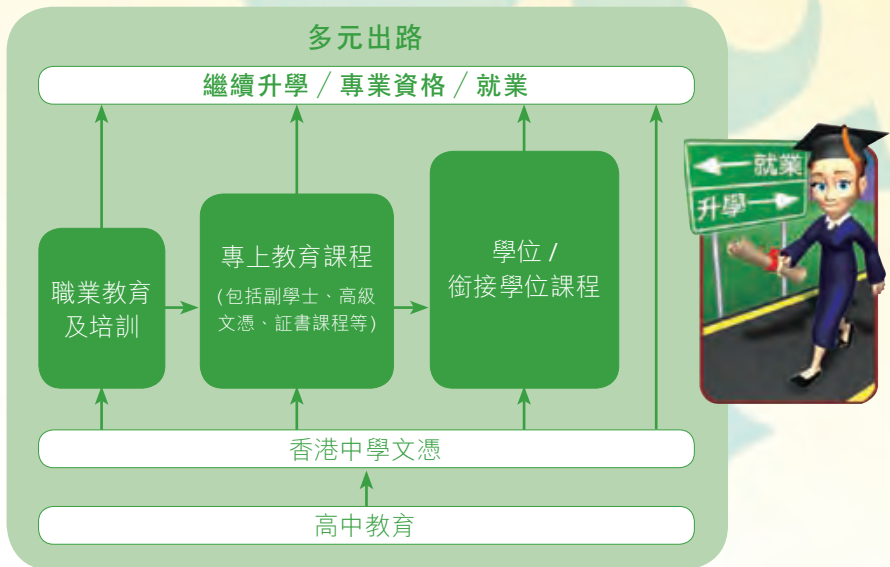 多元出路
繼續升學 / 專業資格 / 就業
職業教育
及培訓
專上教育課程
(包括副學士、高級
文憑、証書課程等)
學位 /
銜接學位課程
香港中學文憑
高中教育
就業
升學